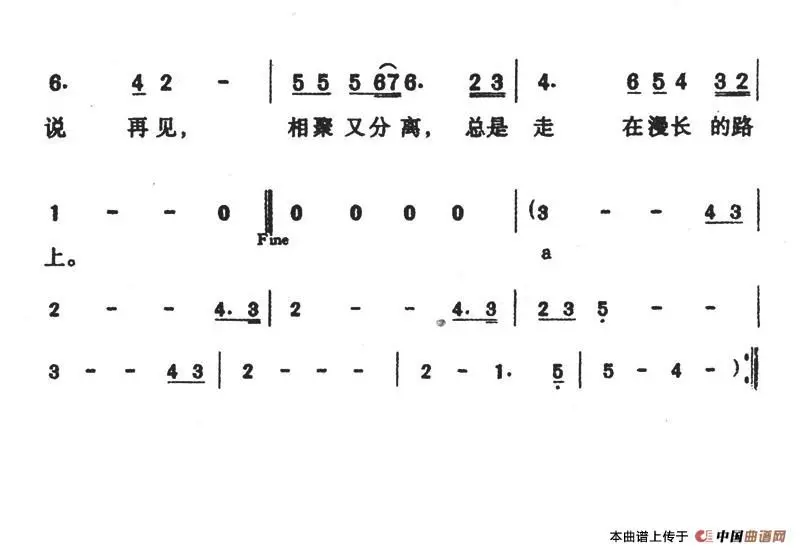 6. 4 2 - | 5 5 5 6 7 6. 2 3 | 4. 6 5 4 3 2 |
说 再见， 相聚又分离，总是走 在漫长的路
1 - - 0 ‖ 0 0 0 0 | (3 - - 4 3 |
Fine
上。 a
2 - - 4. 3 | 2 - - 4. 3 | 2 3 5 - - |
3 - - 4 3 | 2 - - - | 2 - 1. 5 | 5 - 4 - ) :‖
本曲谱上传于 中国曲谱网